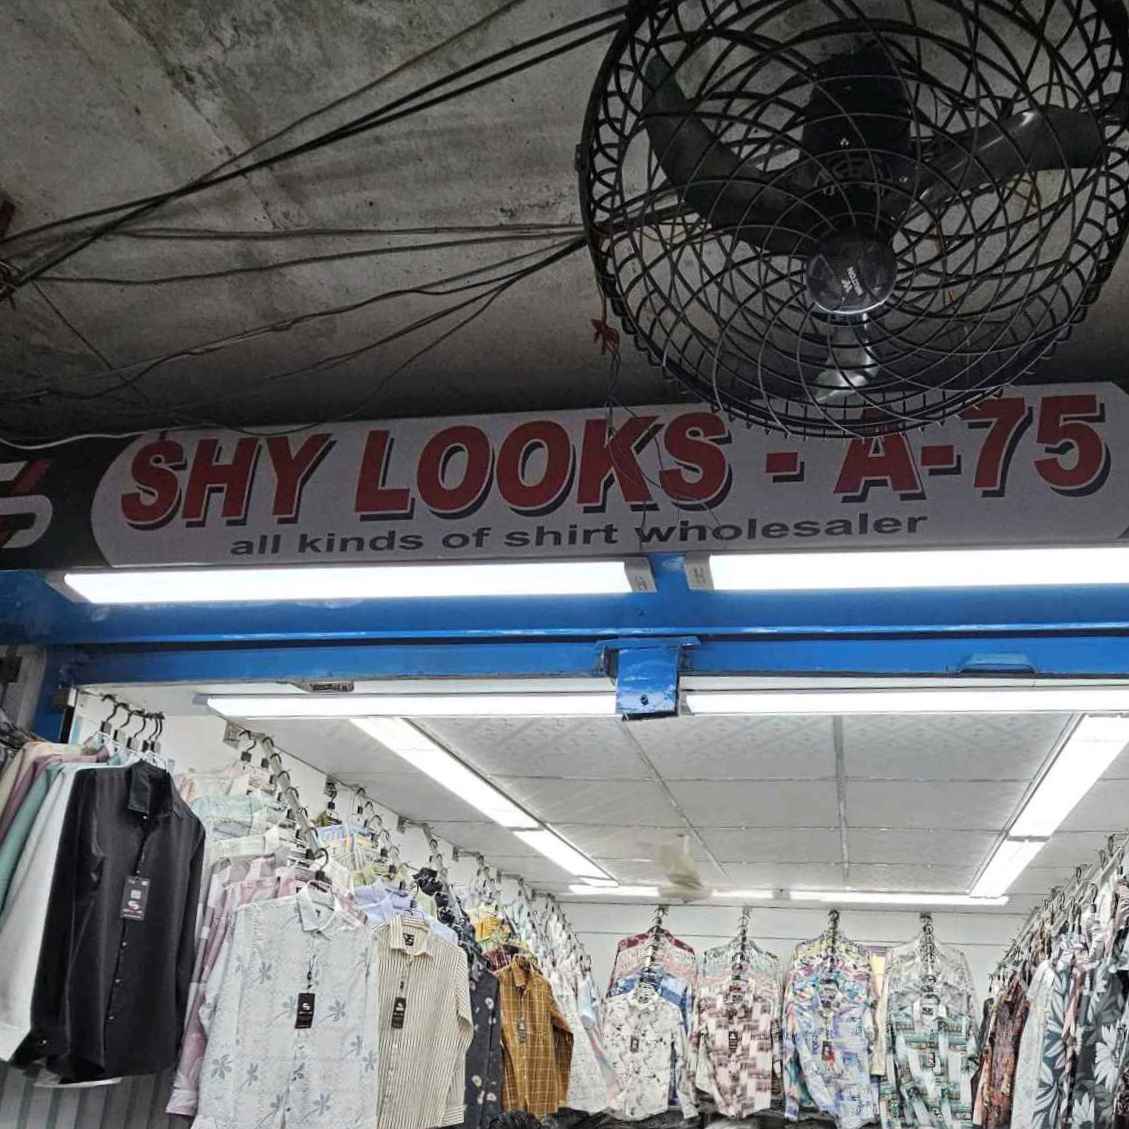 SHY LOOKS - A-75
all kinds of shirt wholesaler